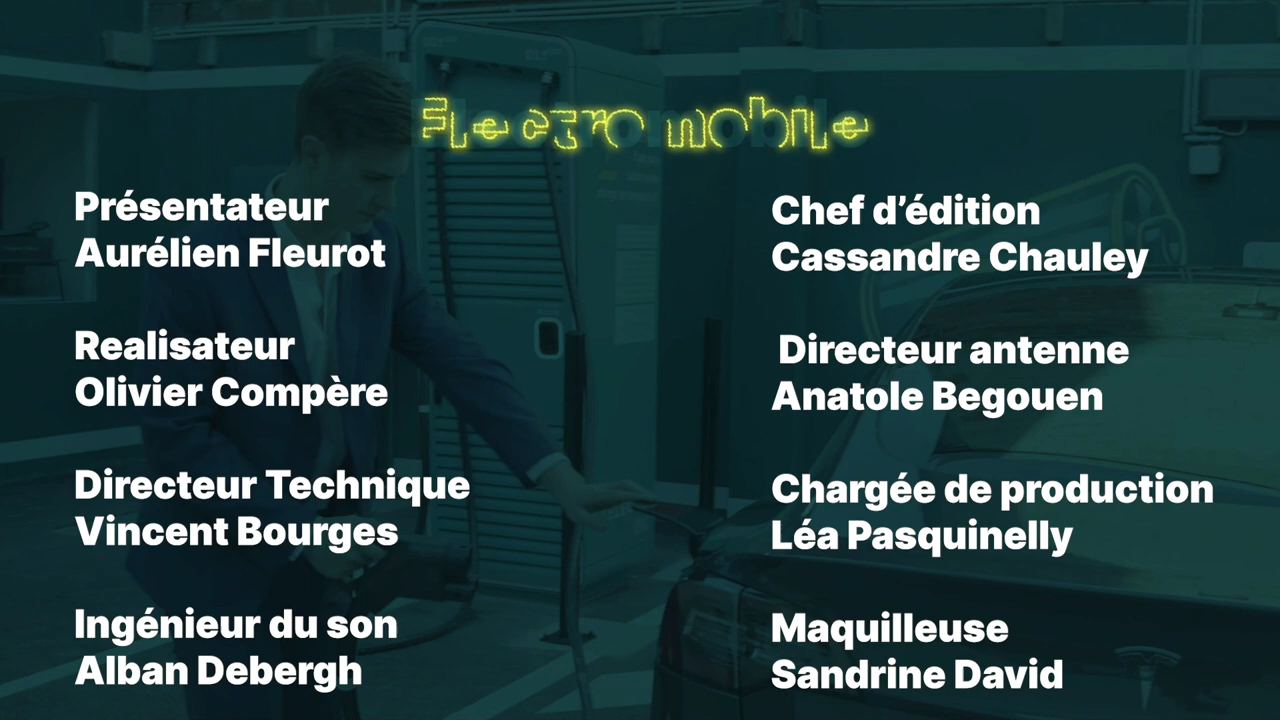 Electromobile
Présentateur
Aurélien Fleurot
Realisateur
Olivier Compère
Directeur Technique
Vincent Bourges
Ingénieur du son
Alban Debergh
Chef d’édition
Cassandre Chauley
Directeur antenne
Anatole Begouen
Chargée de production
Léa Pasquinelly
Maquilleuse
Sandrine David